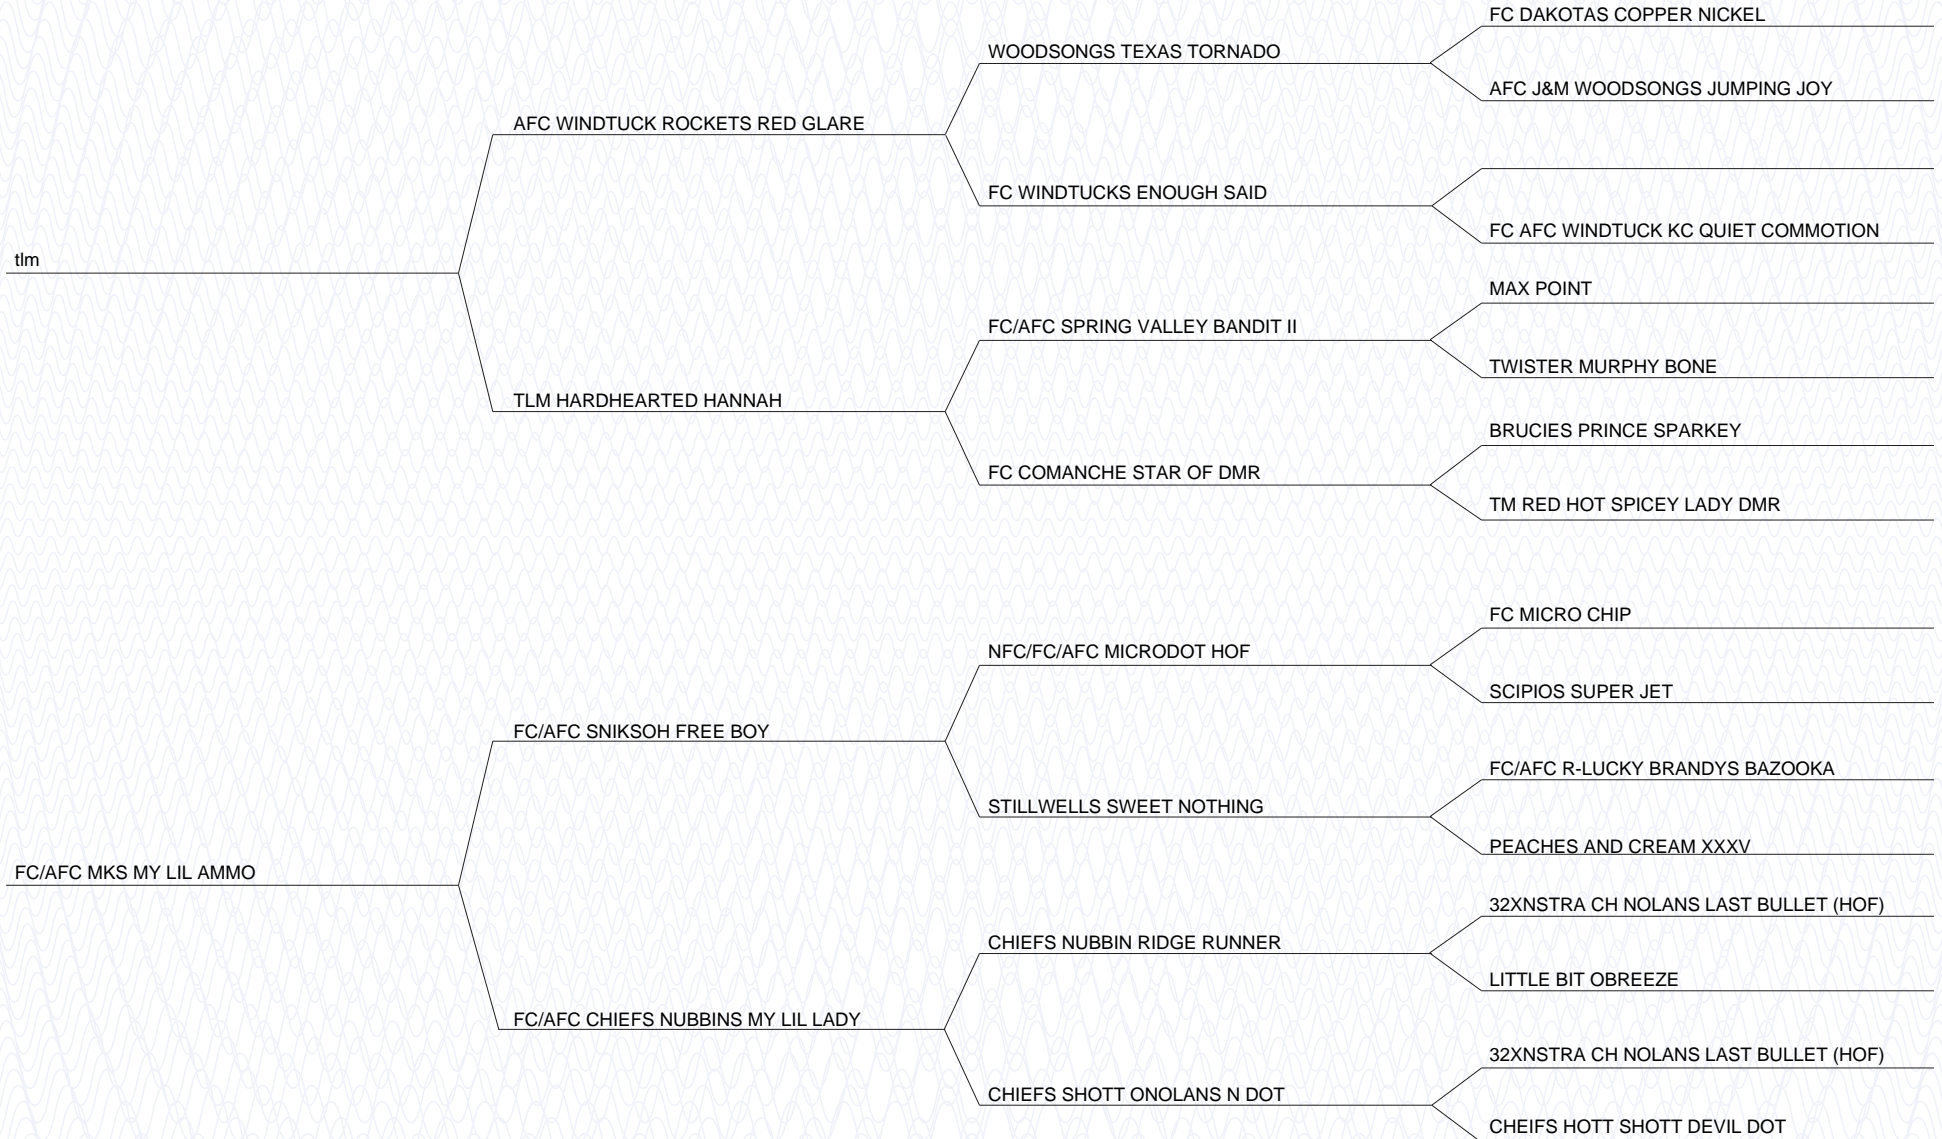 FC DAKOTAS COPPER NICKEL
WOODSONGS TEXAS TORNADO
AFC J&M WOODSONGS JUMPING JOY
AFC WINDTUCK ROCKETS RED GLARE
FC WINDTUCKS ENOUGH SAID
FC AFC WINDTUCK KC QUIET COMMOTION
tlm
MAX POINT
FC/AFC SPRING VALLEY BANDIT II
TWISTER MURPHY BONE
TLM HARDHEARTED HANNAH
BRUCIES PRINCE SPARKEY
FC COMANCHE STAR OF DMR
TM RED HOT SPICEY LADY DMR
FC MICRO CHIP
NFC/FC/AFC MICRODOT HOF
SCIPIOS SUPER JET
FC/AFC SNIKSOH FREE BOY
FC/AFC R-LUCKY BRANDYS BAZOOKA
STILLWELLS SWEET NOTHING
PEACHES AND CREAM XXXV
FC/AFC MKS MY LIL AMMO
32XNSTRA CH NOLANS LAST BULLET (HOF)
CHIEFS NUBBIN RIDGE RUNNER
LITTLE BIT OBREEZE
FC/AFC CHIEFS NUBBINS MY LIL LADY
32XNSTRA CH NOLANS LAST BULLET (HOF)
CHIEFS SHOTT ONOLANS N DOT
CHEIFS HOTT SHOTT DEVIL DOT